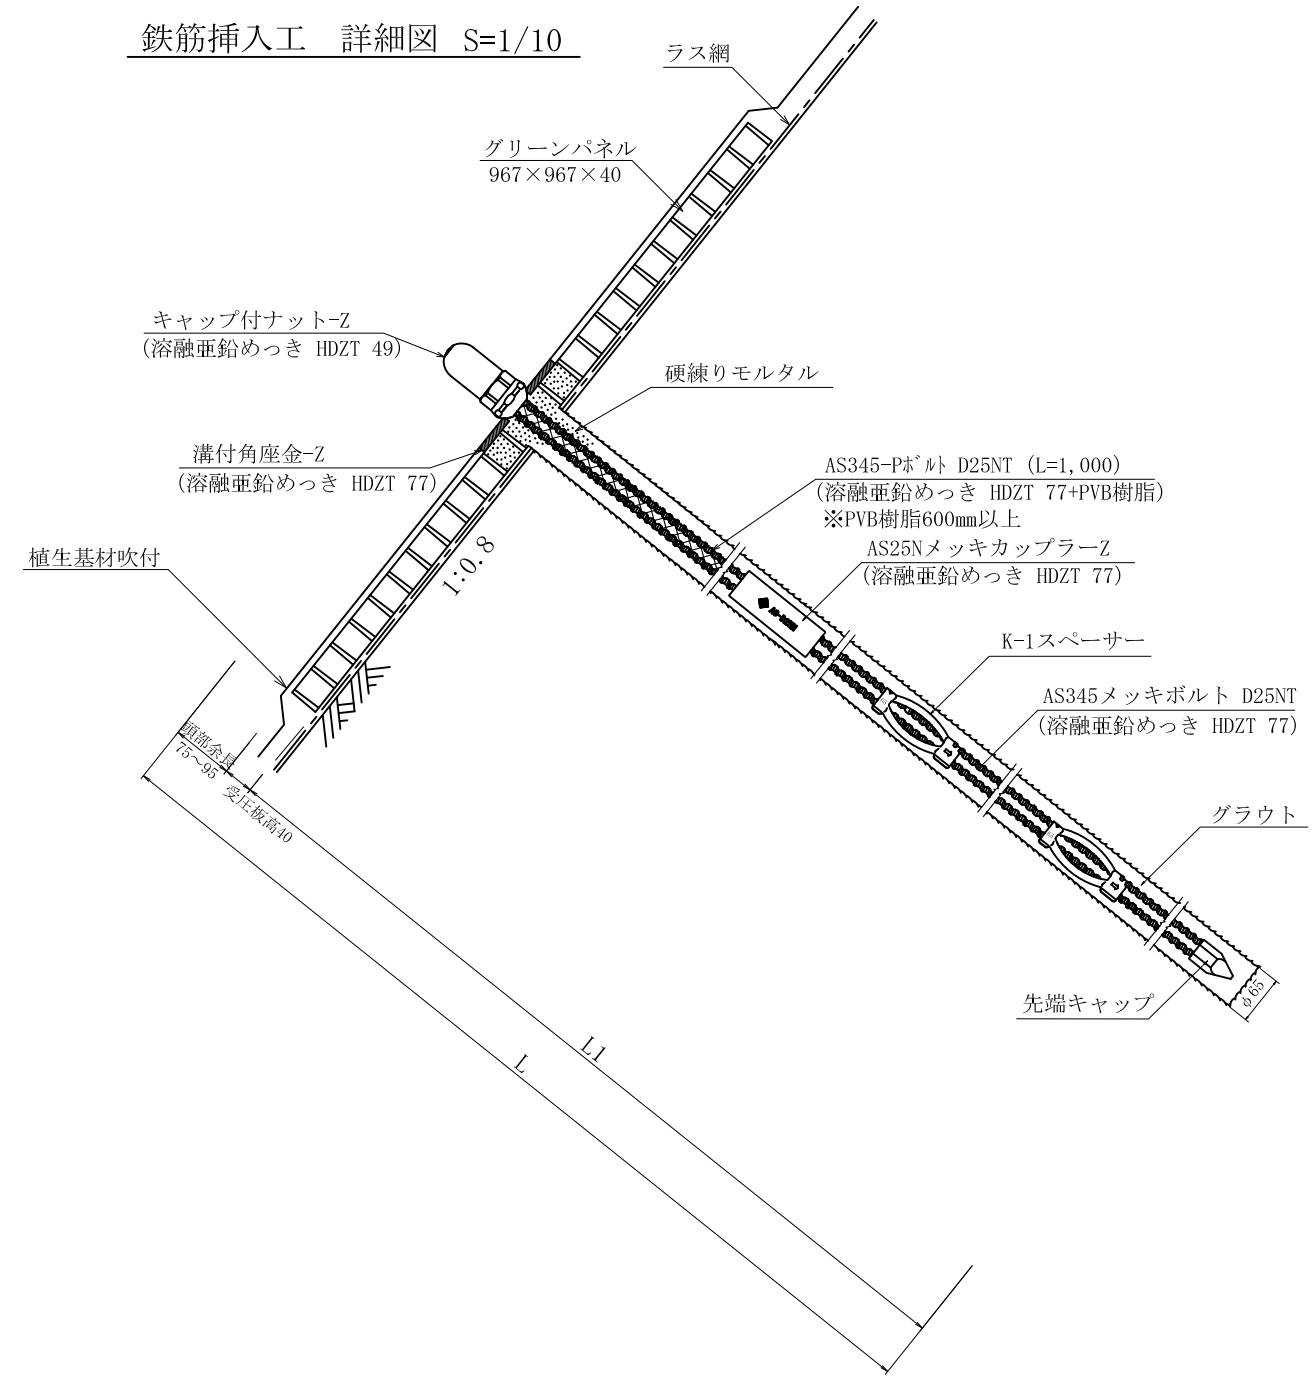 鉄筋挿入工　詳細図　S=1/10
ラス網
グリーンパネル
967×967×40
キャップ付ナット-Z
(溶融亜鉛めっき HDZT 49)
硬練りモルタル
溝付角座金-Z
(溶融亜鉛めっき HDZT 77)
AS345-Pﾎﾞﾙﾄ D25NT (L=1,000)
(溶融亜鉛めっき HDZT 77+PVB樹脂)
※PVB樹脂600mm以上
AS25NメッキカップラーZ
(溶融亜鉛めっき HDZT 77)
植生基材吹付
1:0.8
K-1スペーサー
AS345メッキボルト D25NT
(溶融亜鉛めっき HDZT 77)
頭部余長
75～95
受圧板高40
グラウト
先端キャップ
φ65
L1
L